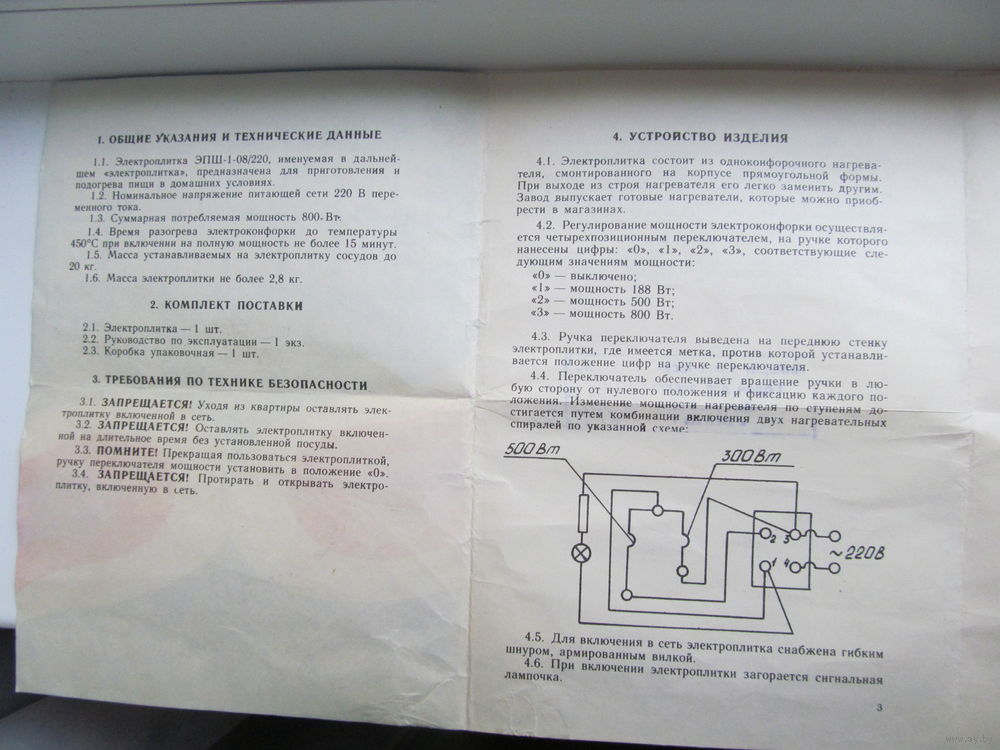 1. ОБЩИЕ УКАЗАНИЯ И ТЕХНИЧЕСКИЕ ДАННЫЕ
1.1. Электроплитка ЭПШ-1-08/220, именуемая в дальней-
шем «электроплитка», предназначена для приготовления и
подогрева пищи в домашних условиях.
1.2. Номинальное напряжение питающей сети 220 В пере-
менного тока.
1.3. Суммарная потребляемая мощность 800 Вт.
1.4. Время разогрева электроконфорки до температуры
450°С при включении на полную мощность не более 15 минут.
1.5. Масса устанавливаемых на электроплитку сосудов до
20 кг.
1.6. Масса электроплитки не более 2,8 кг.
2. КОМПЛЕКТ ПОСТАВКИ
2.1. Электроплитка — 1 шт.
2.2. Руководство по эксплуатации — 1 экз.
2.3. Коробка упаковочная — 1 шт.
3. ТРЕБОВАНИЯ ПО ТЕХНИКЕ БЕЗОПАСНОСТИ
3.1. ЗАПРЕЩАЕТСЯ! Уходя из квартиры оставлять элек-
троплитку включенной в сеть.
3.2. ЗАПРЕЩАЕТСЯ! Оставлять электроплитку включен-
ной на длительное время без установленной посуды.
3.3. ПОМНИТЕ! Прекращая пользоваться электроплиткой,
ручку переключателя мощности установить в положение «0».
3.4. ЗАПРЕЩАЕТСЯ! Протирать и открывать электро-
плитку, включенную в сеть.
4. УСТРОЙСТВО ИЗДЕЛИЯ
4.1. Электроплитка состоит из одноконфорочного нагрева-
теля, смонтированного на корпусе прямоугольной формы.
При выходе из строя нагревателя его легко заменить другим.
Завод выпускает готовые нагреватели, которые можно приоб-
рести в магазинах.
4.2. Регулирование мощности электроконфорки осуществля-
ется четырехпозиционным переключателем, на ручке которого
нанесены цифры: «0», «1», «2», «3», соответствующие сле-
дующим значениям мощности:
«0» — выключено;
«1» — мощность 188 Вт;
«2» — мощность 500 Вт;
«3» — мощность 800 Вт.
4.3. Ручка переключателя выведена на переднюю стенку
электроплитки, где имеется метка, против которой устанавли-
вается положение цифр на ручке переключателя.
4.4. Переключатель обеспечивает вращение ручки в лю-
бую сторону от нулевого положения и фиксацию каждого по-
ложения. Изменение мощности нагревателя по ступеням до-
стигается путем комбинации включения двух нагревательных
спиралей по указанной схеме:
500Вт
300Вт
2 3
~220В
1 4
4.5. Для включения в сеть электроплитка снабжена гибким
шнуром, армированным вилкой.
4.6. При включении электроплитки загорается сигнальная
лампочка.
3